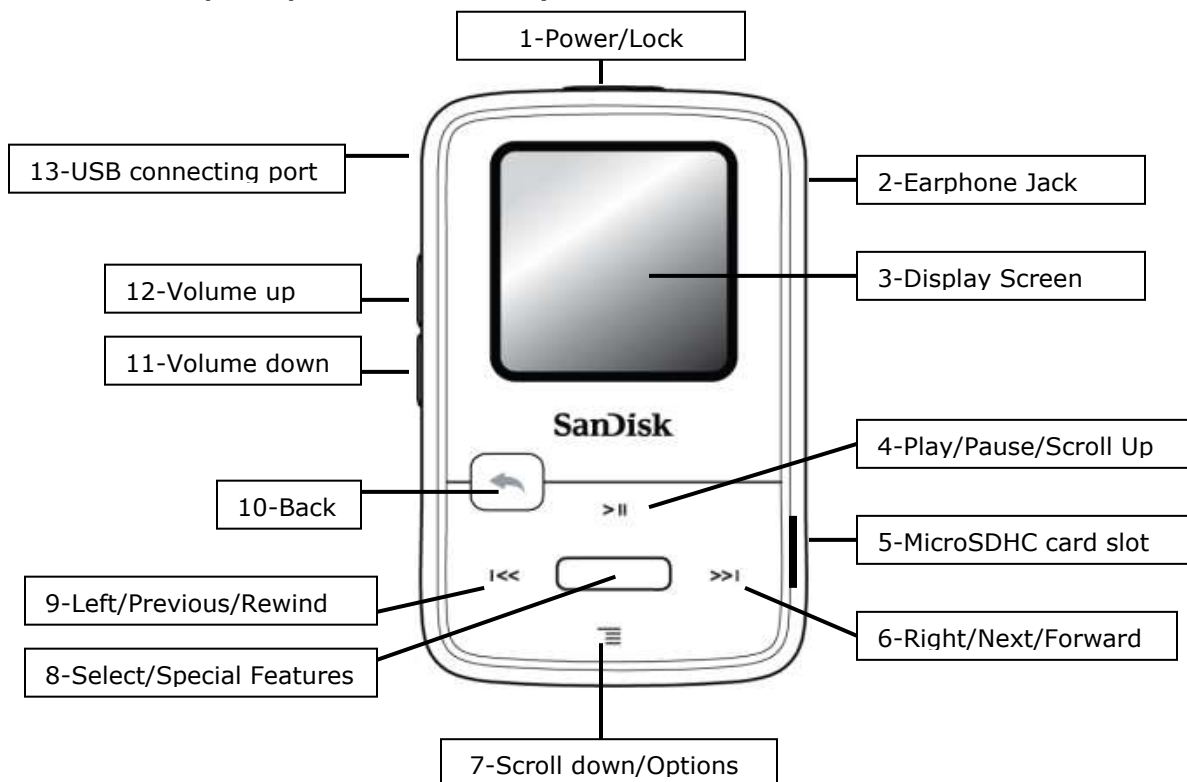 1-Power/Lock
13-USB connecting port
2-Earphone Jack
12-Volume up
3-Display Screen
11-Volume down
SanDisk
4-Play/Pause/Scroll Up
10-Back
>II
5-MicroSDHC card slot
I<<
>>I
9-Left/Previous/Rewind
6-Right/Next/Forward
8-Select/Special Features
7-Scroll down/Options